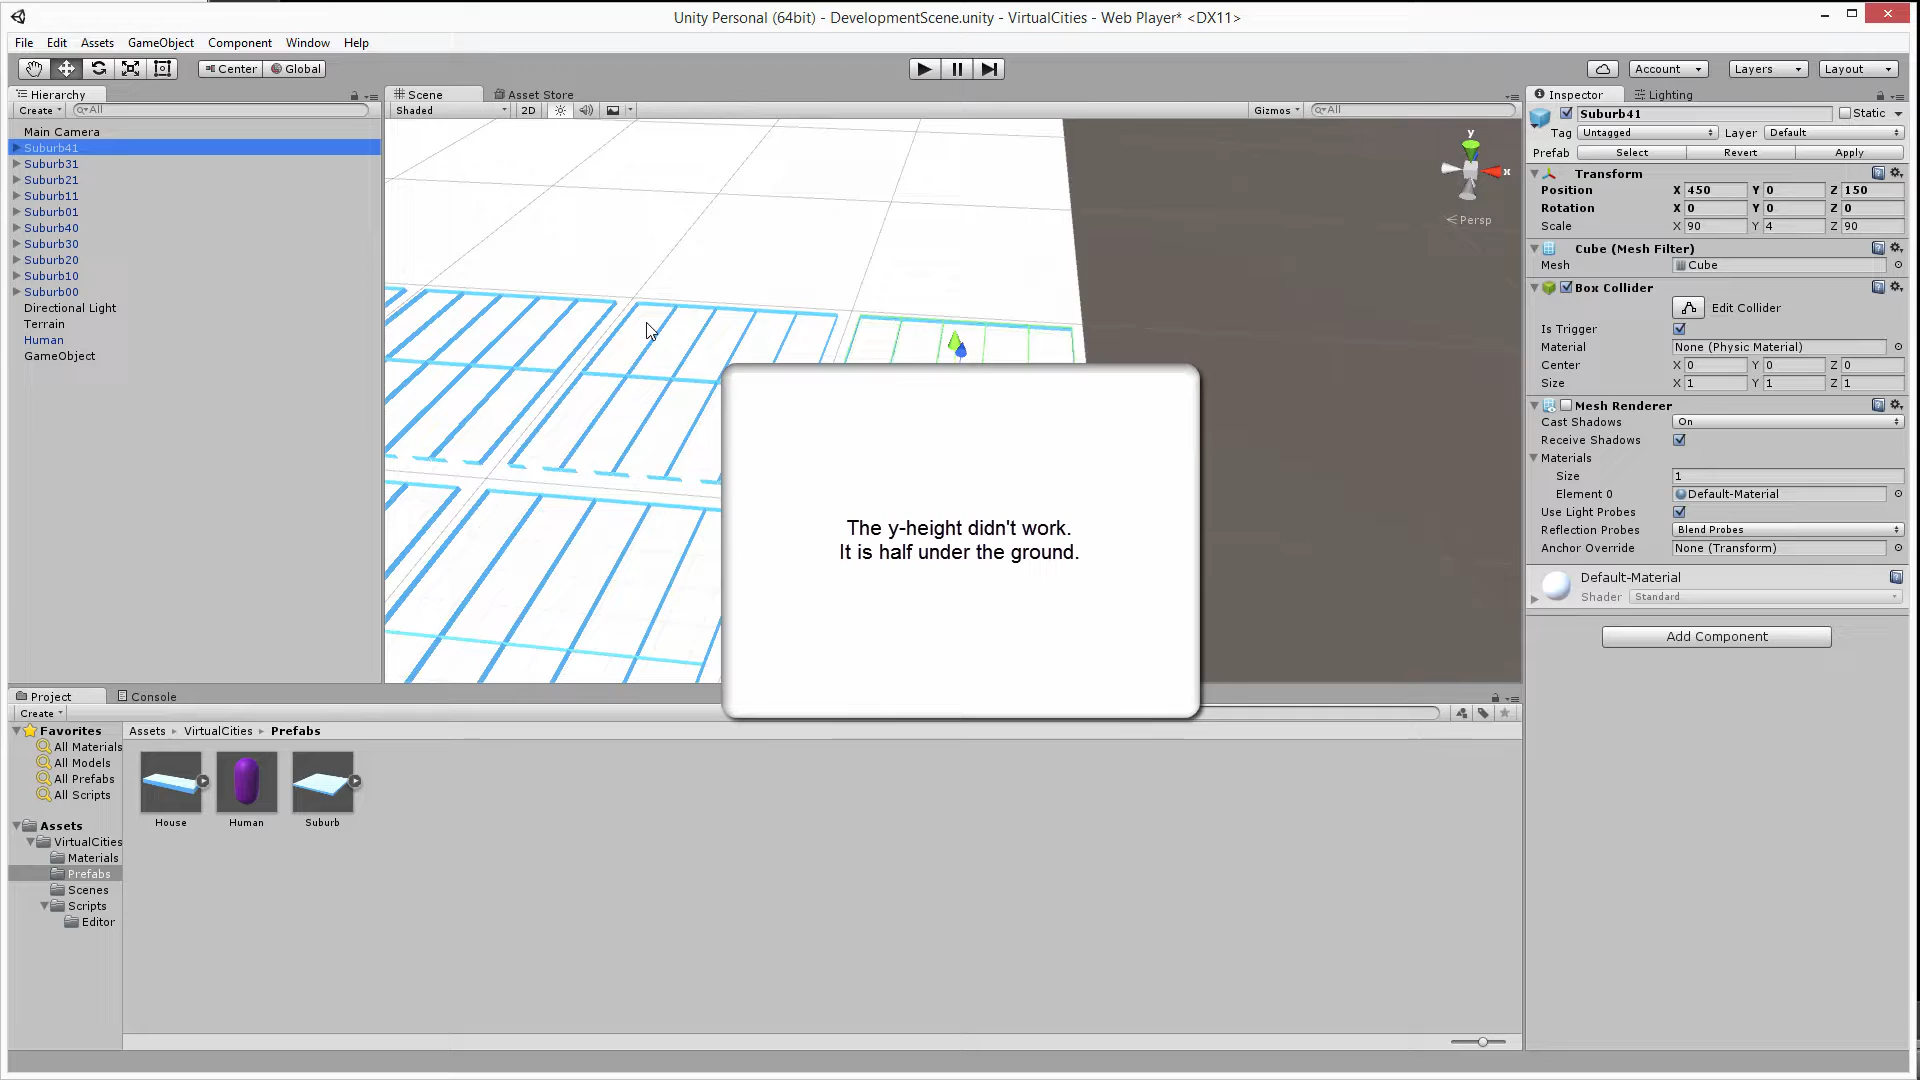 Unity Personal (64bit) - DevelopmentScene.unity - VirtualCities - Web Player* <DX11>
File Edit Assets GameObject Component Window Help
Center Global Account Layers Layout
Hierarchy
Create All
Main Camera
Suburb41
Suburb31
Suburb21
Suburb11
Suburb01
Suburb40
Suburb30
Suburb20
Suburb10
Suburb00
Directional Light
Terrain
Human
GameObject
Scene Asset Store
Shaded 2D Gizmos All
y
x
Persp
The y-height didn't work.
It is half under the ground.
Inspector Lighting
Suburb41 Static
Tag Untagged Layer Default
Prefab Select Revert Apply
Transform
Position X 450 Y 0 Z 150
Rotation X 0 Y 0 Z 0
Scale X 90 Y 4 Z 90
Cube (Mesh Filter)
Mesh Cube
Box Collider
Edit Collider
Is Trigger
Material None (Physic Material)
Center X 0 Y 0 Z 0
Size X 1 Y 1 Z 1
Mesh Renderer
Cast Shadows On
Receive Shadows
Materials
Size 1
Element 0 Default-Material
Use Light Probes
Reflection Probes Blend Probes
Anchor Override None (Transform)
Default-Material
Shader Standard
Add Component
Project Console
Create
Favorites
All Materials
All Models
All Prefabs
All Scripts
Assets
VirtualCities
Materials
Prefabs
Scenes
Scripts
Editor
Assets VirtualCities Prefabs
House Human Suburb